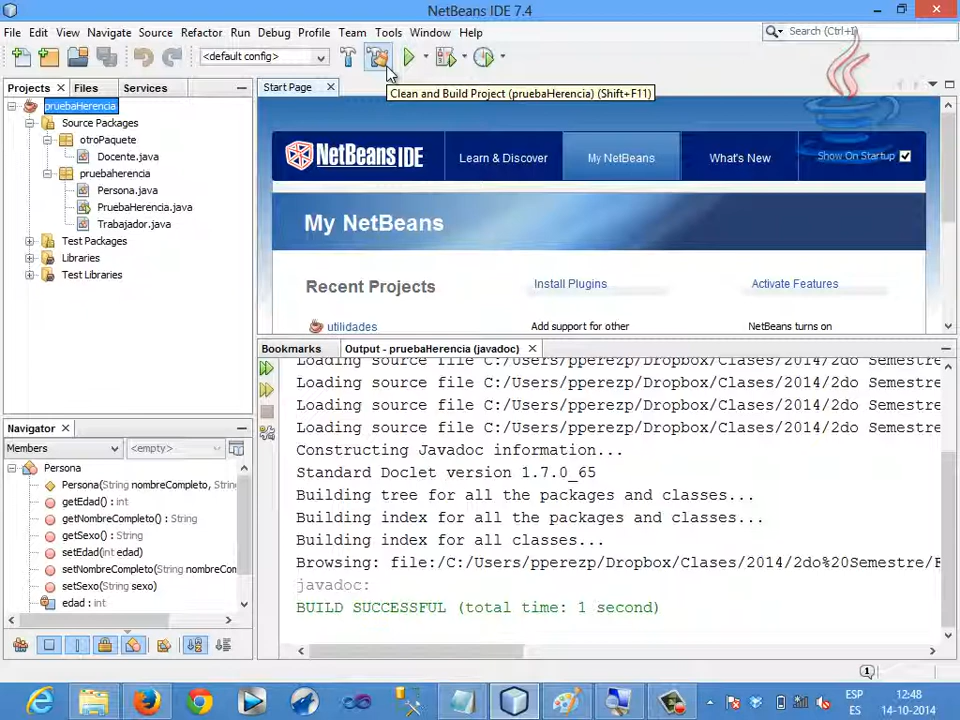 NetBeans IDE 7.4
File Edit View Navigate Source Refactor Run Debug Profile Team Tools Window Help
Search (Ctrl+I)
<default config>
Projects Files Services
Start Page
Clean and Build Project (pruebaHerencia) (Shift+F11)
pruebaHerencia
Source Packages
otroPaquete
Docente.java
pruebaherencia
Persona.java
PruebaHerencia.java
Trabajador.java
Test Packages
Libraries
Test Libraries
NetBeans IDE
Learn & Discover
My NetBeans
What's New
Show On Startup
My NetBeans
Recent Projects
Install Plugins
Activate Features
utilidades
Add support for other
NetBeans turns on
Bookmarks
Output - pruebaHerencia (javadoc)
Loading source file C:/Users/pperezp/Dropbox/Clases/2014/2do Semestre
Loading source file C:/Users/pperezp/Dropbox/Clases/2014/2do Semestre
Loading source file C:/Users/pperezp/Dropbox/Clases/2014/2do Semestre
Loading source file C:/Users/pperezp/Dropbox/Clases/2014/2do Semestre
Constructing Javadoc information...
Standard Doclet version 1.7.0_65
Building tree for all the packages and classes...
Building index for all the packages and classes...
Building index for all classes...
Browsing: file:/C:/Users/pperezp/Dropbox/Clases/2014/2do%20Semestre/
javadoc:
BUILD SUCCESSFUL (total time: 1 second)
Navigator
Members
<empty>
Persona
Persona(String nombreCompleto, String
getEdad() : int
getNombreCompleto() : String
getSexo() : String
setEdad(int edad)
setNombreCompleto(String nombreCom
setSexo(String sexo)
edad : int
1
ESP
ES
12:48
14-10-2014